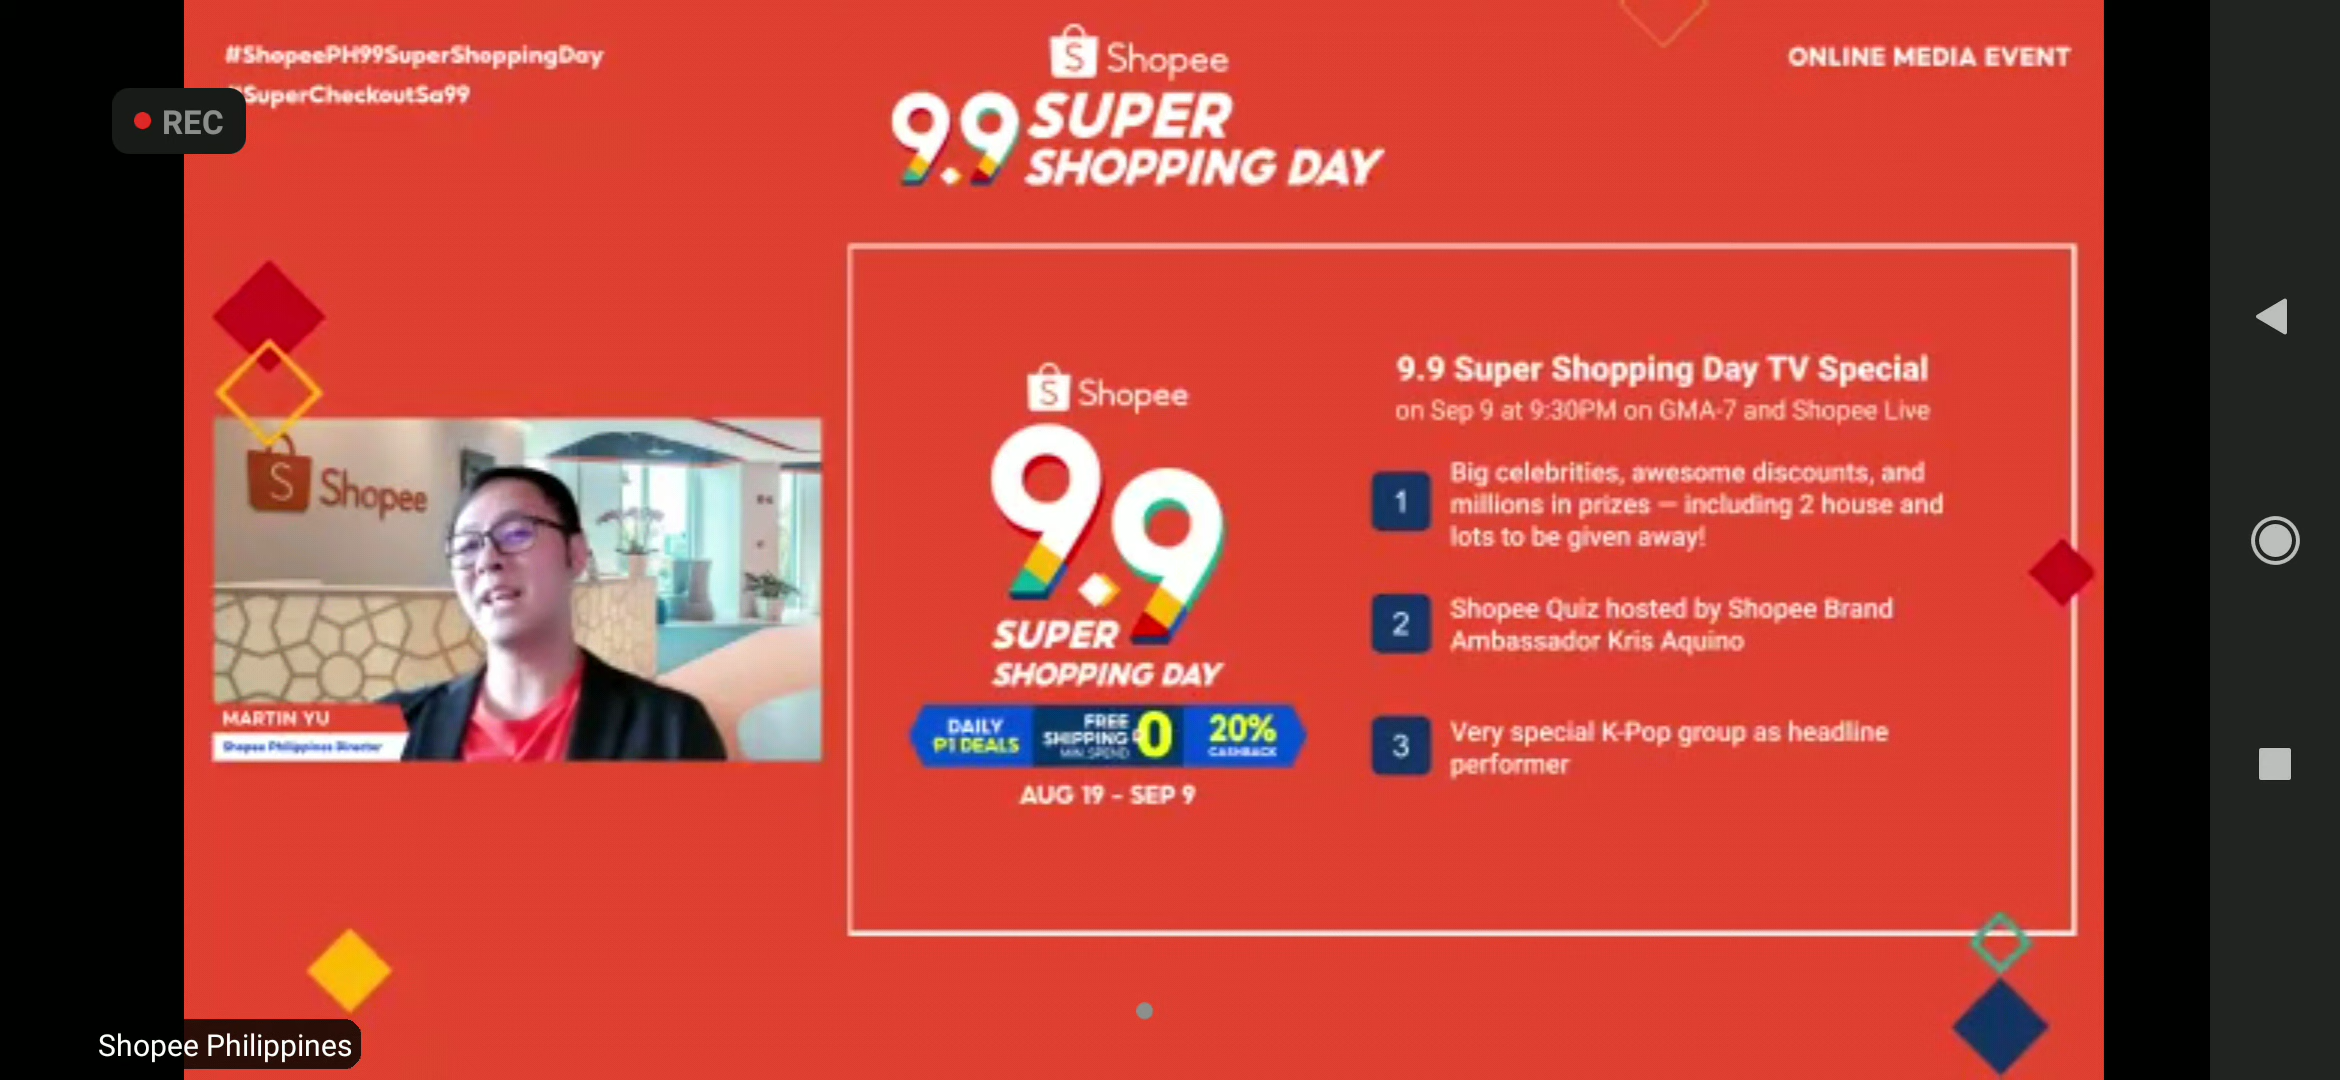 #ShopeePH99SuperShoppingDay
#SuperCheckoutSa99
REC
Shopee
9.9 SUPER
SHOPPING DAY
ONLINE MEDIA EVENT
Shopee
MARTIN YU
Shopee Philippines Director
Shopee
9.9
SUPER
SHOPPING DAY
DAILY
P1 DEALS
FREE
SHIPPING
MIN. SPEND
₱0
20%
CASHBACK
AUG 19 - SEP 9
9.9 Super Shopping Day TV Special
on Sep 9 at 9:30PM on GMA-7 and Shopee Live
1
Big celebrities, awesome discounts, and
millions in prizes — including 2 house and
lots to be given away!
2
Shopee Quiz hosted by Shopee Brand
Ambassador Kris Aquino
3
Very special K-Pop group as headline
performer
Shopee Philippines